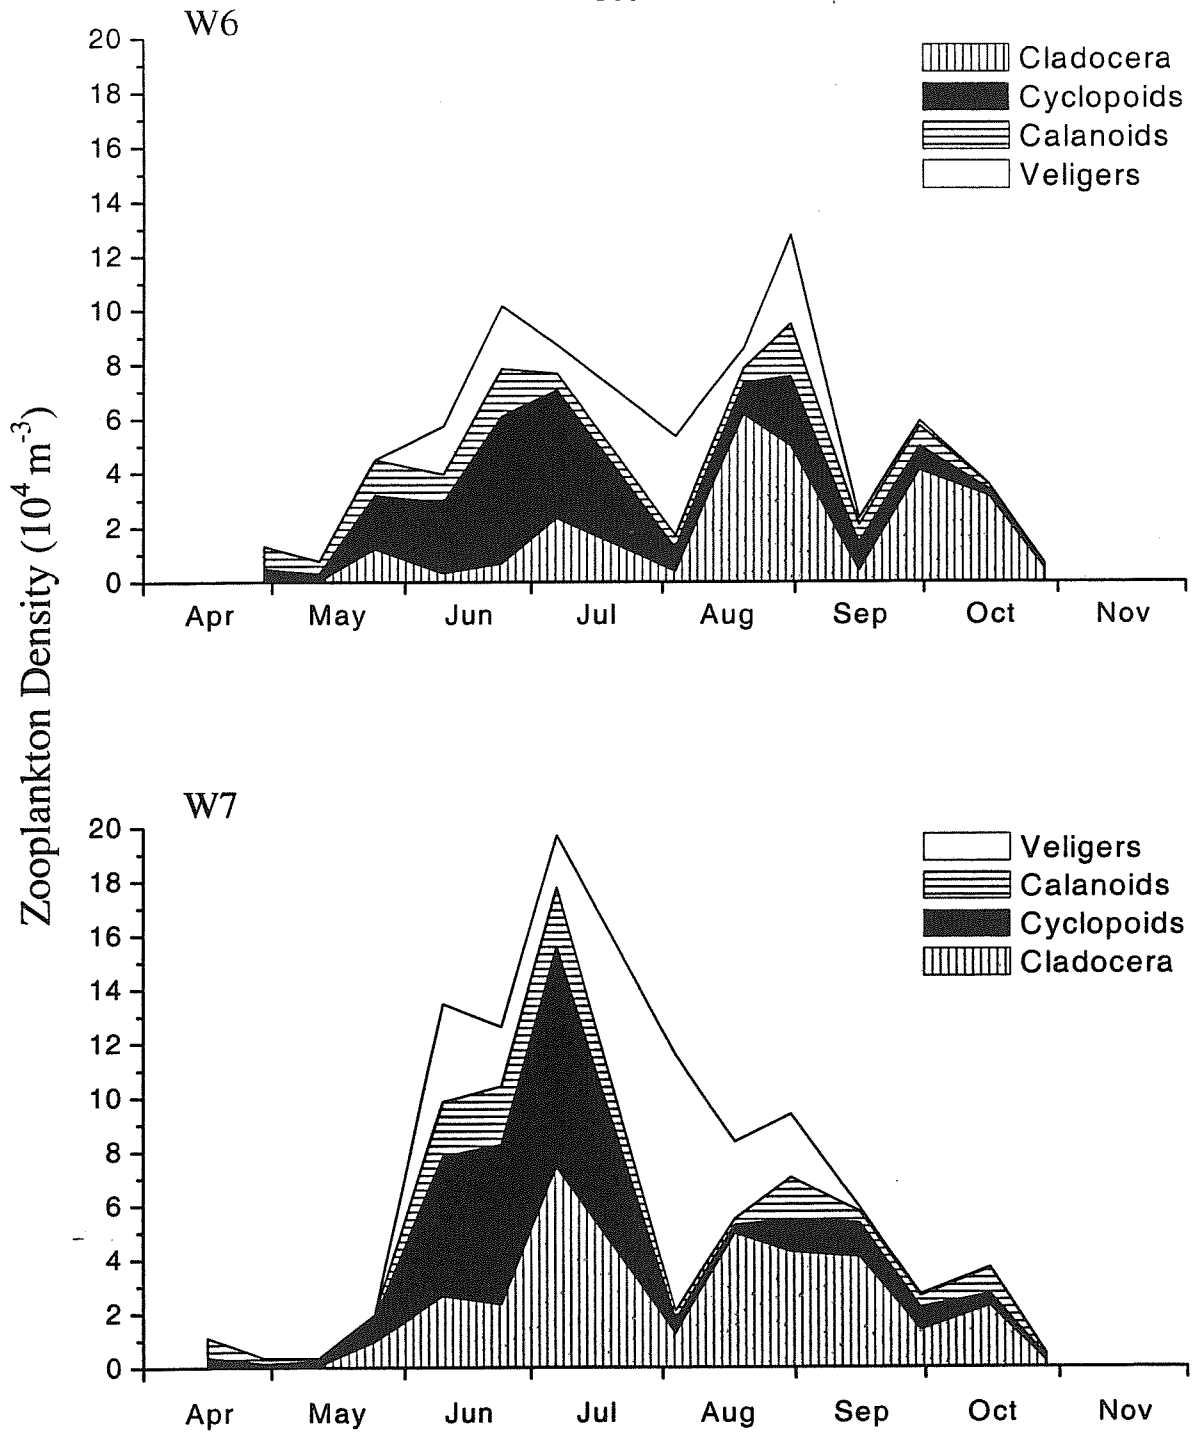 W6
20
18
16
14
12
10
8
6
4
2
0
Cladocera
Cyclopoids
Calanoids
Veligers
Apr May Jun Jul Aug Sep Oct Nov
Zooplankton Density (10⁴ m⁻³)
W7
20
18
16
14
12
10
8
6
4
2
0
Veligers
Calanoids
Cyclopoids
Cladocera
Apr May Jun Jul Aug Sep Oct Nov